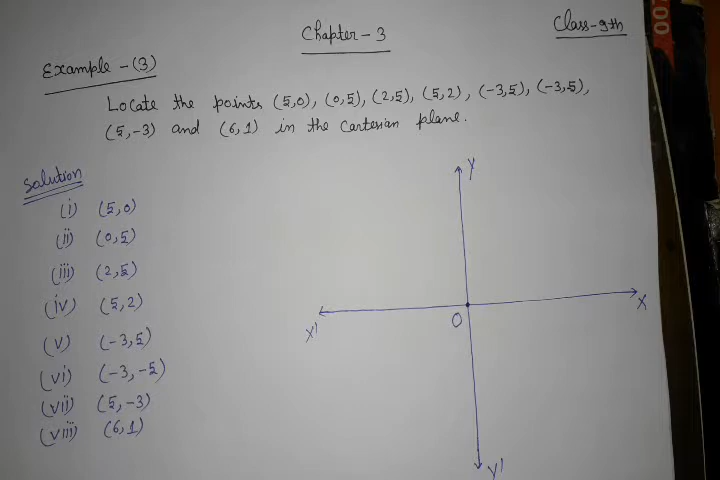 Chapter - 3
Class - 9th
Example - (3)
Locate the points (5,0), (0,5), (2,5), (5,2), (-3,5), (-3,5),
(5,-3) and (6,1) in the cartesian plane.
Solution
(i) (5,0)
(ii) (0,5)
(iii) (2,5)
(iv) (5,2)
(v) (-3,5)
(vi) (-3,-5)
(vii) (5,-3)
(viii) (6,1)
Y
X' O X
Y'
001